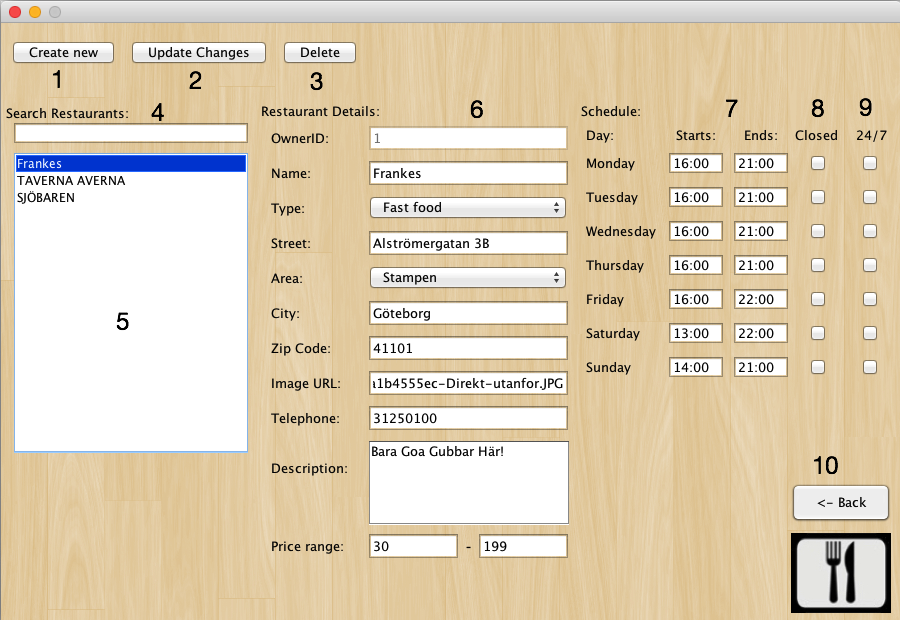 Create new
Update Changes
Delete
1
2
3
Search Restaurants:
4
Frankes
TAVERNA AVERNA
SJÖBAREN
5
Restaurant Details:
6
OwnerID: 1
Name: Frankes
Type: Fast food
Street: Alströmergatan 3B
Area: Stampen
City: Göteborg
Zip Code: 41101
Image URL: a1b4555ec-Direkt-utanfor.JPG
Telephone: 31250100
Description: Bara Goa Gubbar Här!
Price range: 30 - 199
Schedule:
7
8
9
Day: Starts: Ends: Closed 24/7
Monday 16:00 21:00
Tuesday 16:00 21:00
Wednesday 16:00 21:00
Thursday 16:00 21:00
Friday 16:00 22:00
Saturday 13:00 22:00
Sunday 14:00 21:00
10
<- Back